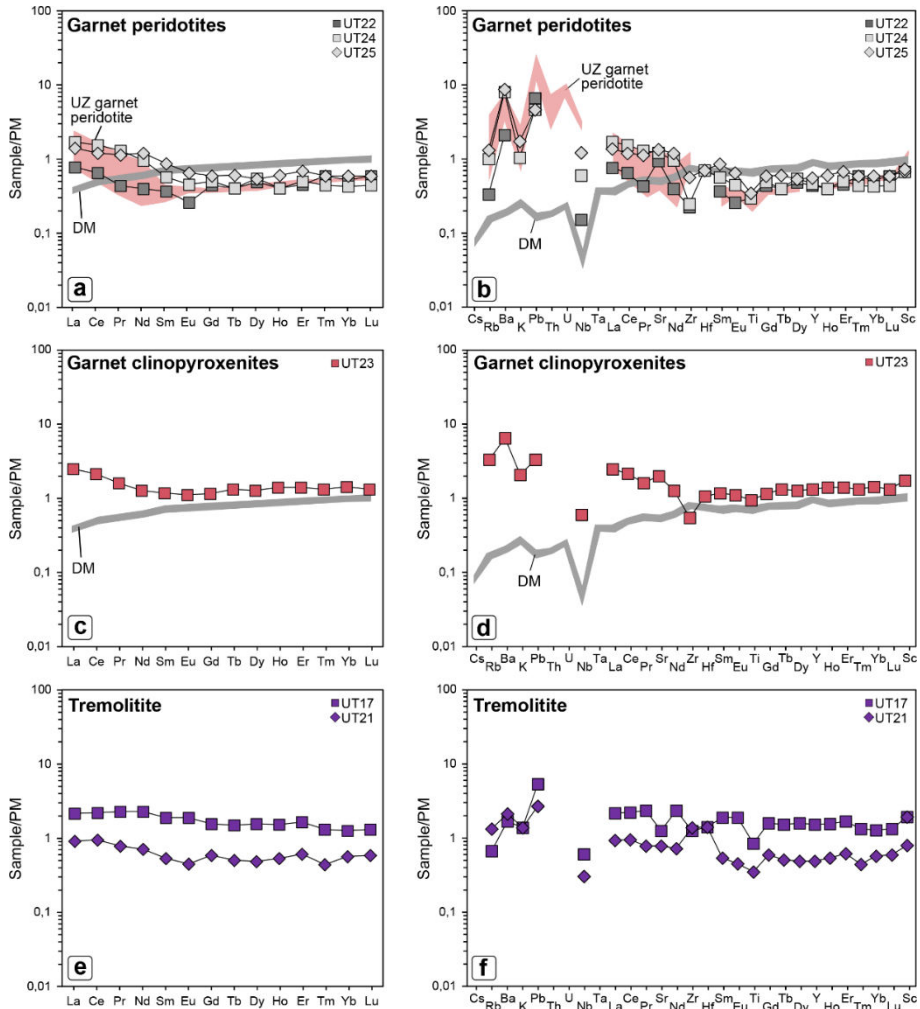 Garnet peridotites
UT22
UT24
UT25
UZ garnet
peridotite
DM
a
Sample/PM
100
10
1
0,1
0,01
La Ce Pr Nd Sm Eu Gd Tb Dy Ho Er Tm Yb Lu
Garnet peridotites
UT22
UT24
UT25
UZ garnet
peridotite
DM
b
Sample/PM
100
10
1
0,1
0,01
Cs Rb Ba K Pb Th U Nb Ta La Ce Pr Sr Nd Zr Hf Sm Eu Ti Gd Tb Dy Y Ho Er Tm Yb Lu Sc
Garnet clinopyroxenites
UT23
DM
c
Sample/PM
100
10
1
0,1
0,01
La Ce Pr Nd Sm Eu Gd Tb Dy Ho Er Tm Yb Lu
Garnet clinopyroxenites
UT23
DM
d
Sample/PM
100
10
1
0,1
0,01
Cs Rb Ba K Pb Th U Nb Ta La Ce Pr Sr Nd Zr Hf Sm Eu Ti Gd Tb Dy Y Ho Er Tm Yb Lu Sc
Tremolitite
UT17
UT21
e
Sample/PM
100
10
1
0,1
0,01
La Ce Pr Nd Sm Eu Gd Tb Dy Ho Er Tm Yb Lu
Tremolitite
UT17
UT21
f
Sample/PM
100
10
1
0,1
0,01
Cs Rb Ba K Pb Th U Nb Ta La Ce Pr Sr Nd Zr Hf Sm Eu Ti Gd Tb Dy Y Ho Er Tm Yb Lu Sc